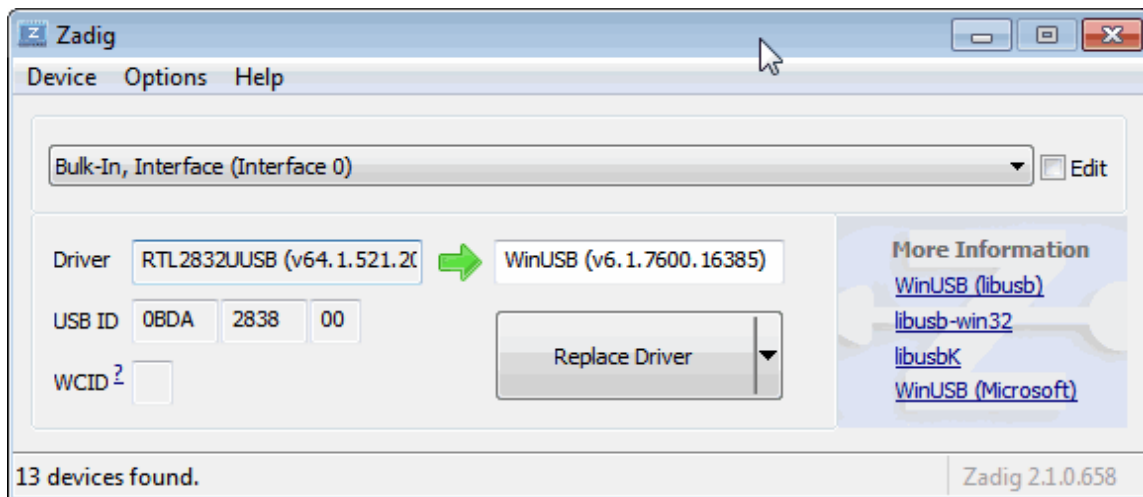 Zadig
Device Options Help
Bulk-In, Interface (Interface 0)
Edit
Driver RTL2832UUSB (v64.1.521.20 WinUSB (v6.1.7600.16385)
USB ID 0BDA 2838 00
WCID ?
Replace Driver
More Information
WinUSB (libusb)
libusb-win32
libusbK
WinUSB (Microsoft)
13 devices found.
Zadig 2.1.0.658